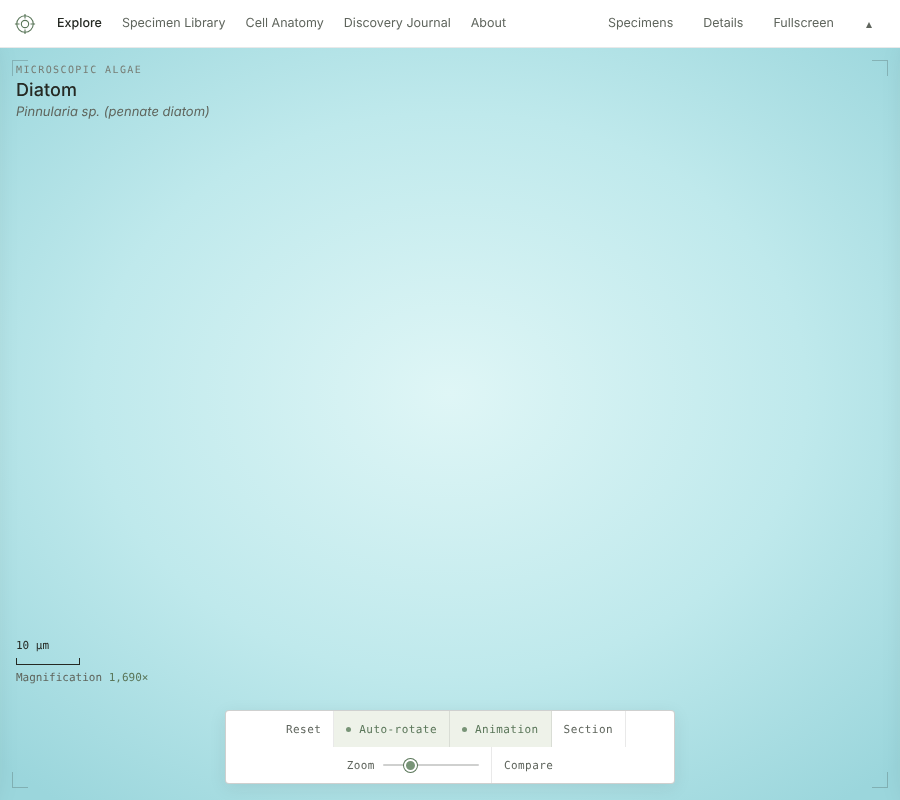 Explore Specimen Library Cell Anatomy Discovery Journal About Specimens Details Fullscreen
MICROSCOPIC ALGAE
Diatom
Pinnularia sp. (pennate diatom)
10 µm
Magnification 1,690×
Reset Auto-rotate Animation Section
Zoom Compare